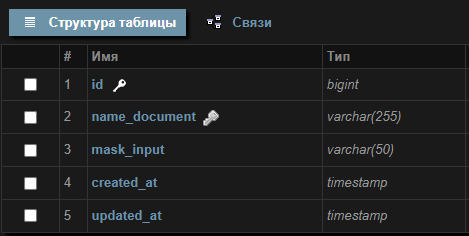 Структура таблицы Связи
# Имя Тип
1 id bigint
2 name_document varchar(255)
3 mask_input varchar(50)
4 created_at timestamp
5 updated_at timestamp